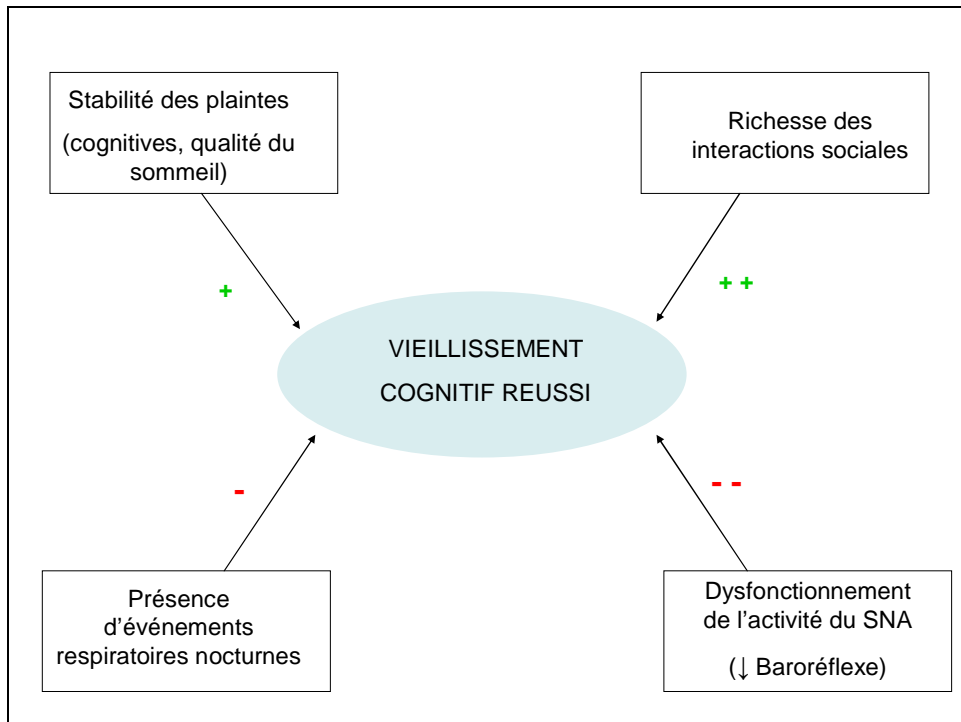 Stabilité des plaintes
(cognitives, qualité du
sommeil)
Richesse des
interactions sociales
+
+ +
VIEILLISSEMENT
COGNITIF REUSSI
-
- -
Présence
d'événements
respiratoires nocturnes
Dysfonctionnement
de l'activité du SNA
(↓ Baroréflexe)